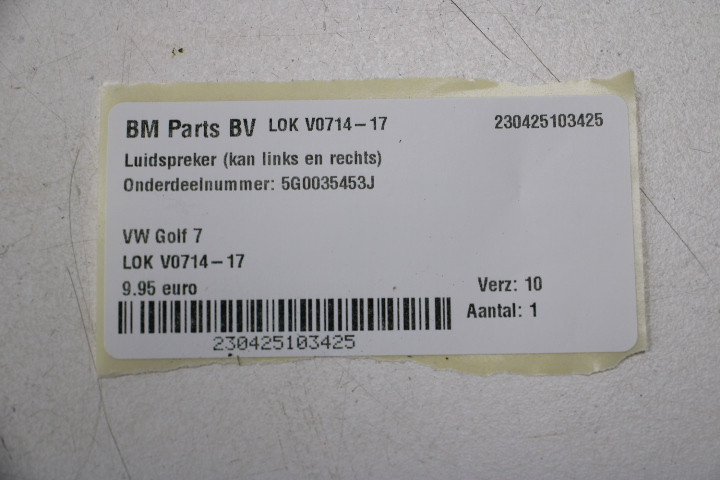 BM Parts BV LOK V0714-17 230425103425
Luidspreker (kan links en rechts)
Onderdeelnummer: 5G0035453J
VW Golf 7
LOK V0714-17
9.95 euro Verz: 10
Aantal: 1
230425103425